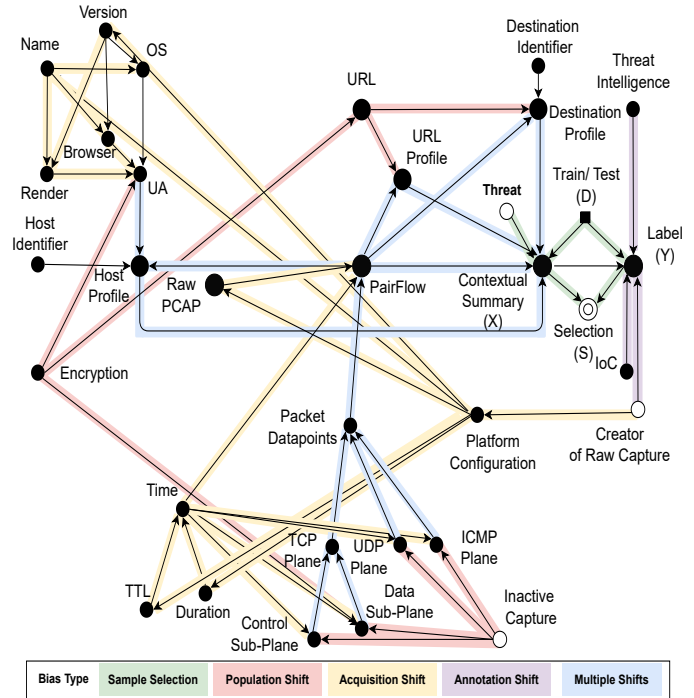 Version
Name
OS
Browser
Render
UA
Host
Identifier
Host
Profile
Raw
PCAP
URL
URL
Profile
Destination
Identifier
Destination
Profile
Threat
Intelligence
Threat
Train/ Test
(D)
Label
(Y)
PairFlow
Contextual
Summary
(X)
Selection
(S)
IoC
Encryption
Packet
Datapoints
Platform
Configuration
Creator
of Raw Capture
Time
TCP
Plane
UDP
Plane
ICMP
Plane
TTL
Duration
Control
Sub-Plane
Data
Sub-Plane
Inactive
Capture
Bias Type
Sample Selection
Population Shift
Acquisition Shift
Annotation Shift
Multiple Shifts